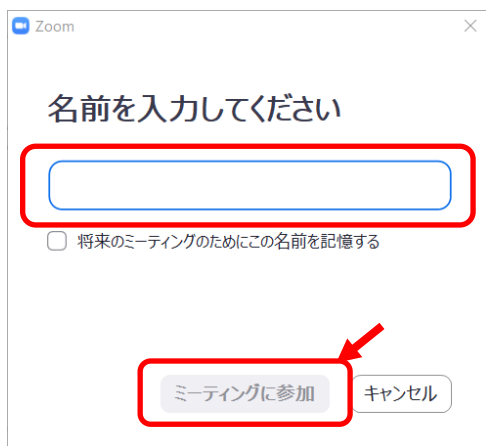 Zoom
名前を入力してください
将来のミーティングのためにこの名前を記憶する
ミーティングに参加
キャンセル